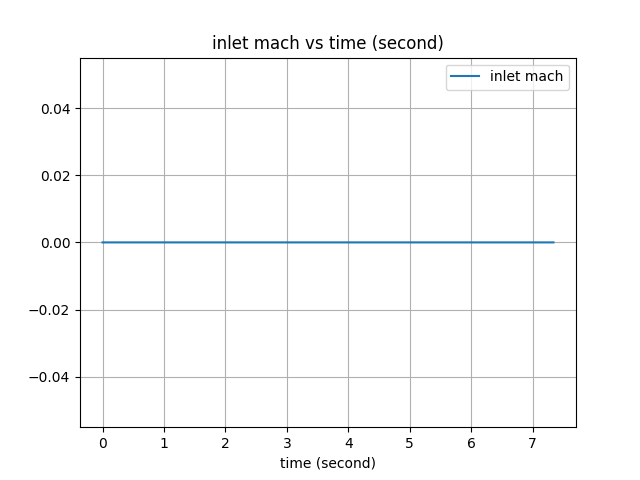 inlet mach vs time (second)
inlet mach
0.04
0.02
0.00
−0.02
−0.04
0 1 2 3 4 5 6 7
time (second)